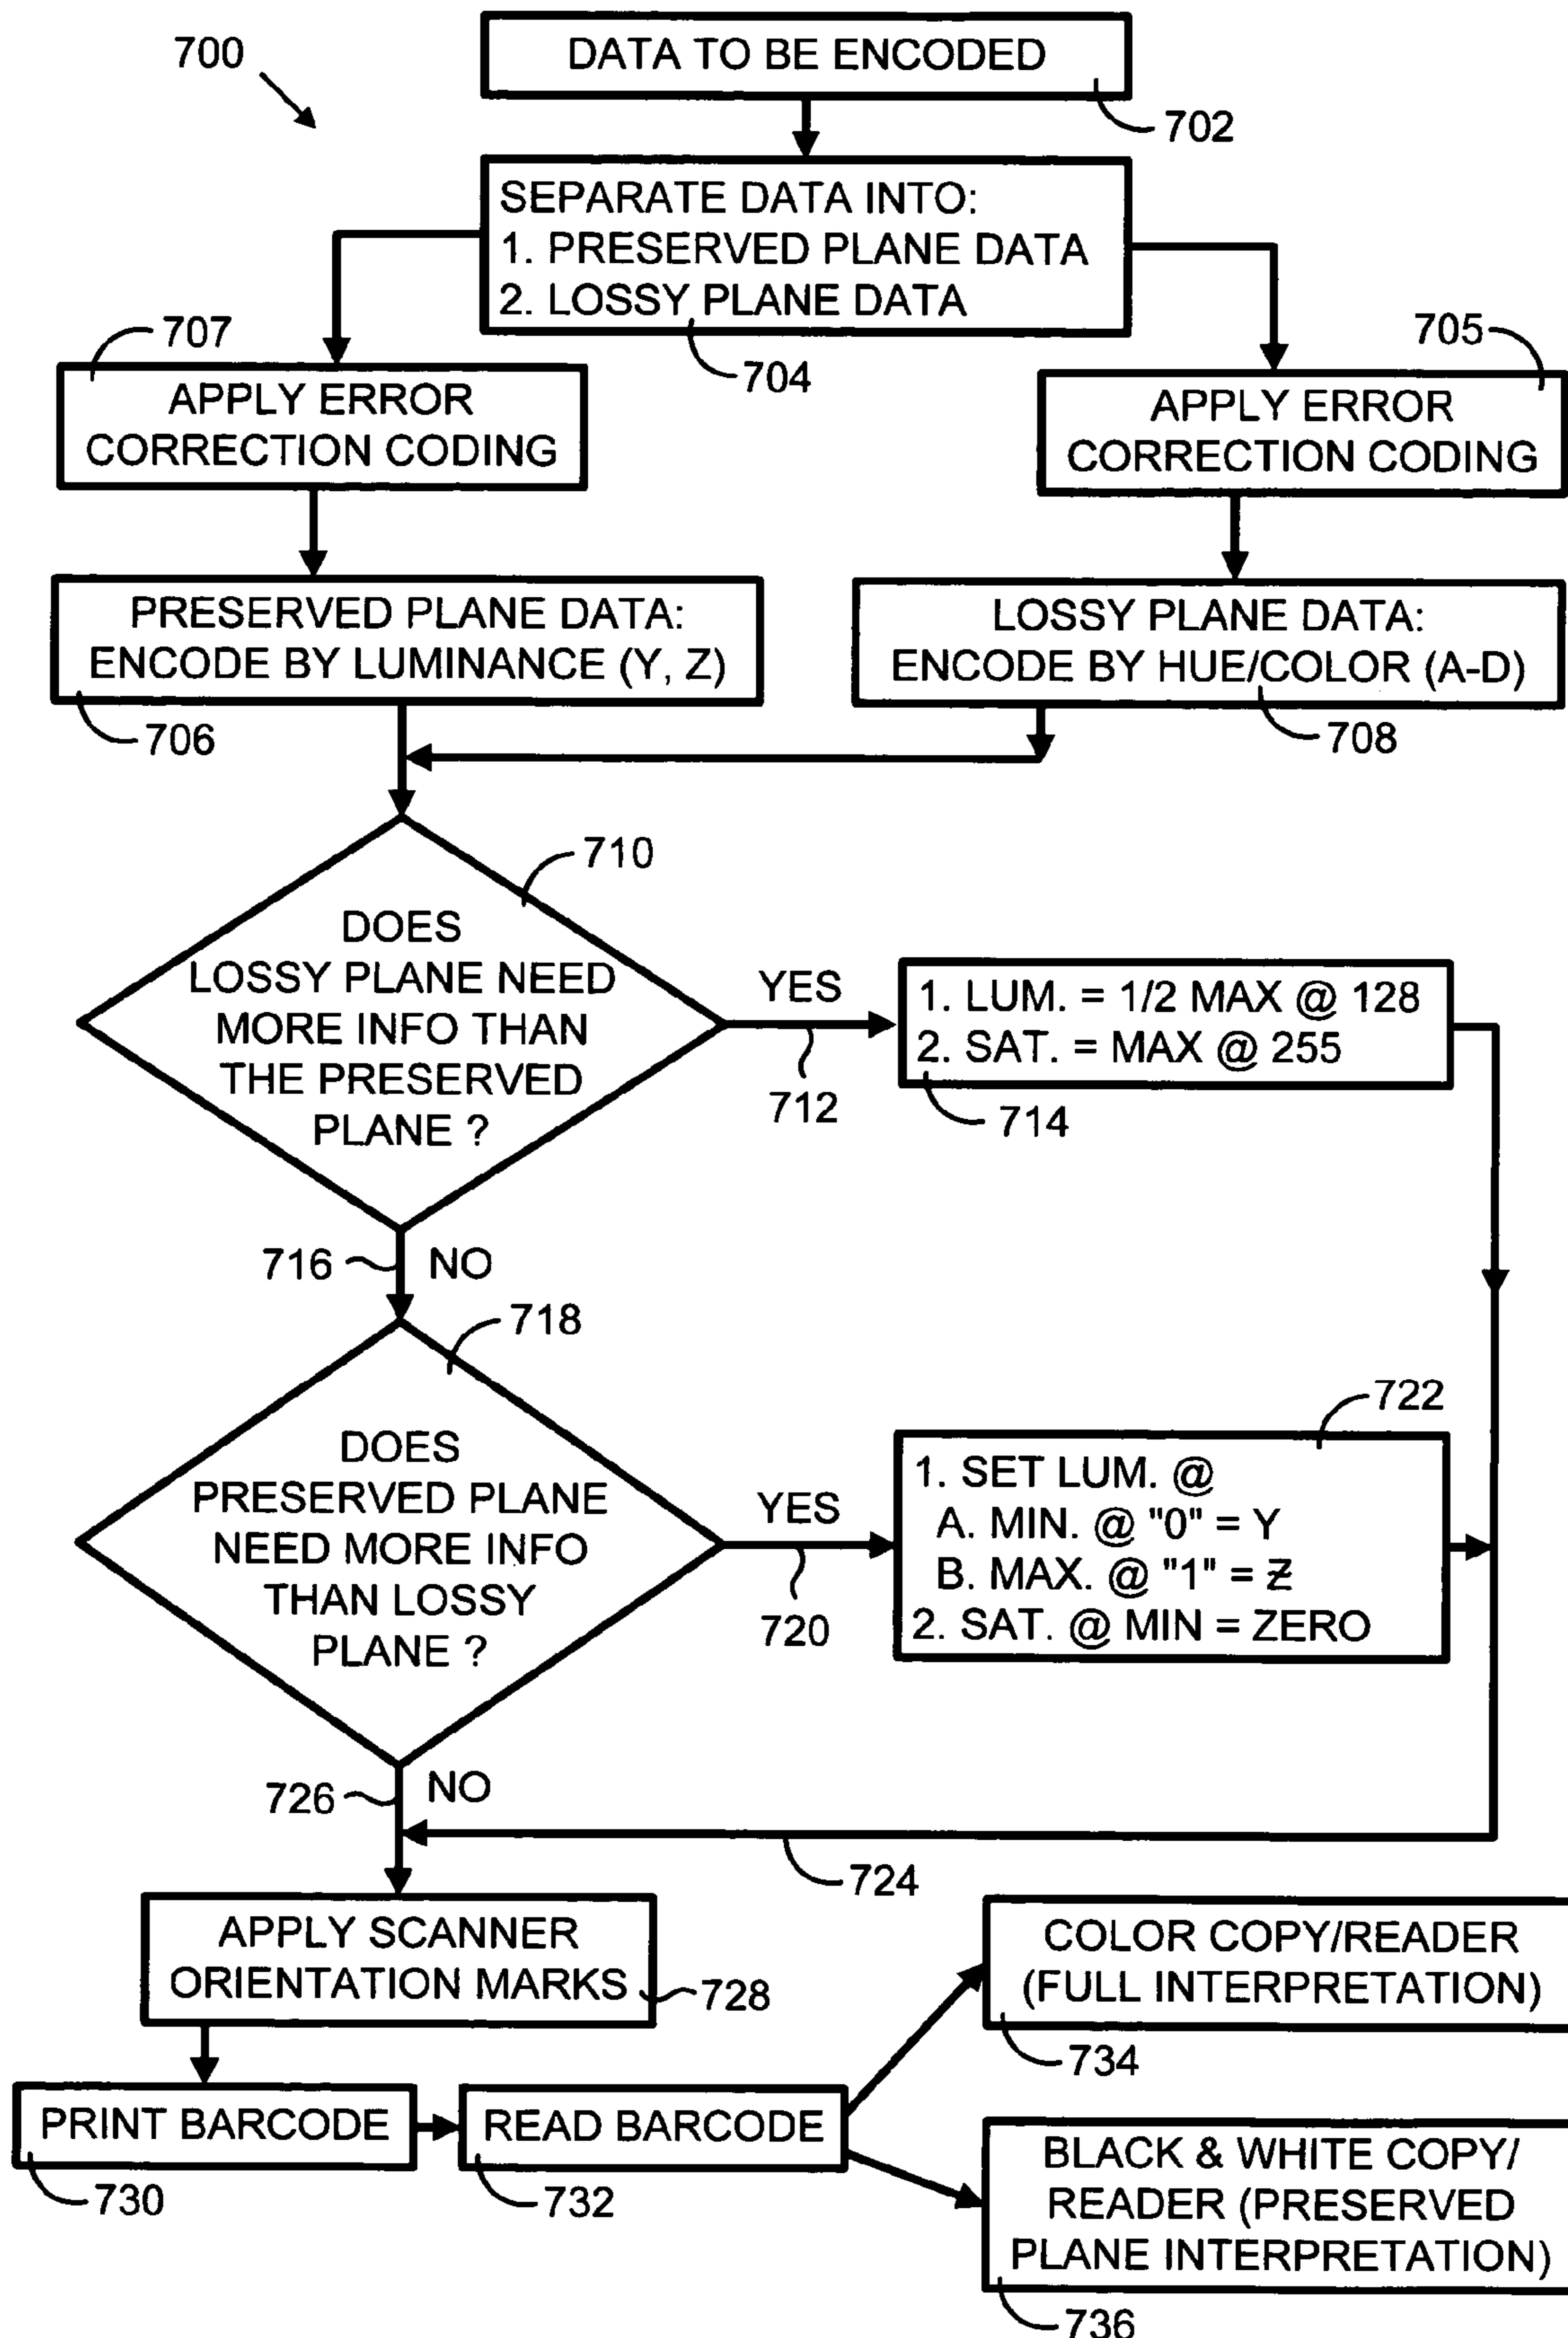 700
DATA TO BE ENCODED
702
SEPARATE DATA INTO:
1. PRESERVED PLANE DATA
2. LOSSY PLANE DATA
704
707
APPLY ERROR
CORRECTION CODING
705
APPLY ERROR
CORRECTION CODING
PRESERVED PLANE DATA:
ENCODE BY LUMINANCE (Y, Z)
706
LOSSY PLANE DATA:
ENCODE BY HUE/COLOR (A-D)
708
710
DOES
LOSSY PLANE NEED
MORE INFO THAN
THE PRESERVED
PLANE ?
YES
712
1. LUM. = 1/2 MAX @ 128
2. SAT. = MAX @ 255
714
716
NO
718
DOES
PRESERVED PLANE
NEED MORE INFO
THAN LOSSY
PLANE ?
YES
720
722
1. SET LUM. @
A. MIN. @ "0" = Y
B. MAX. @ "1" = Ƶ
2. SAT. @ MIN = ZERO
726
NO
724
APPLY SCANNER
ORIENTATION MARKS
728
PRINT BARCODE
730
READ BARCODE
732
COLOR COPY/READER
(FULL INTERPRETATION)
734
BLACK & WHITE COPY/
READER (PRESERVED
PLANE INTERPRETATION)
736